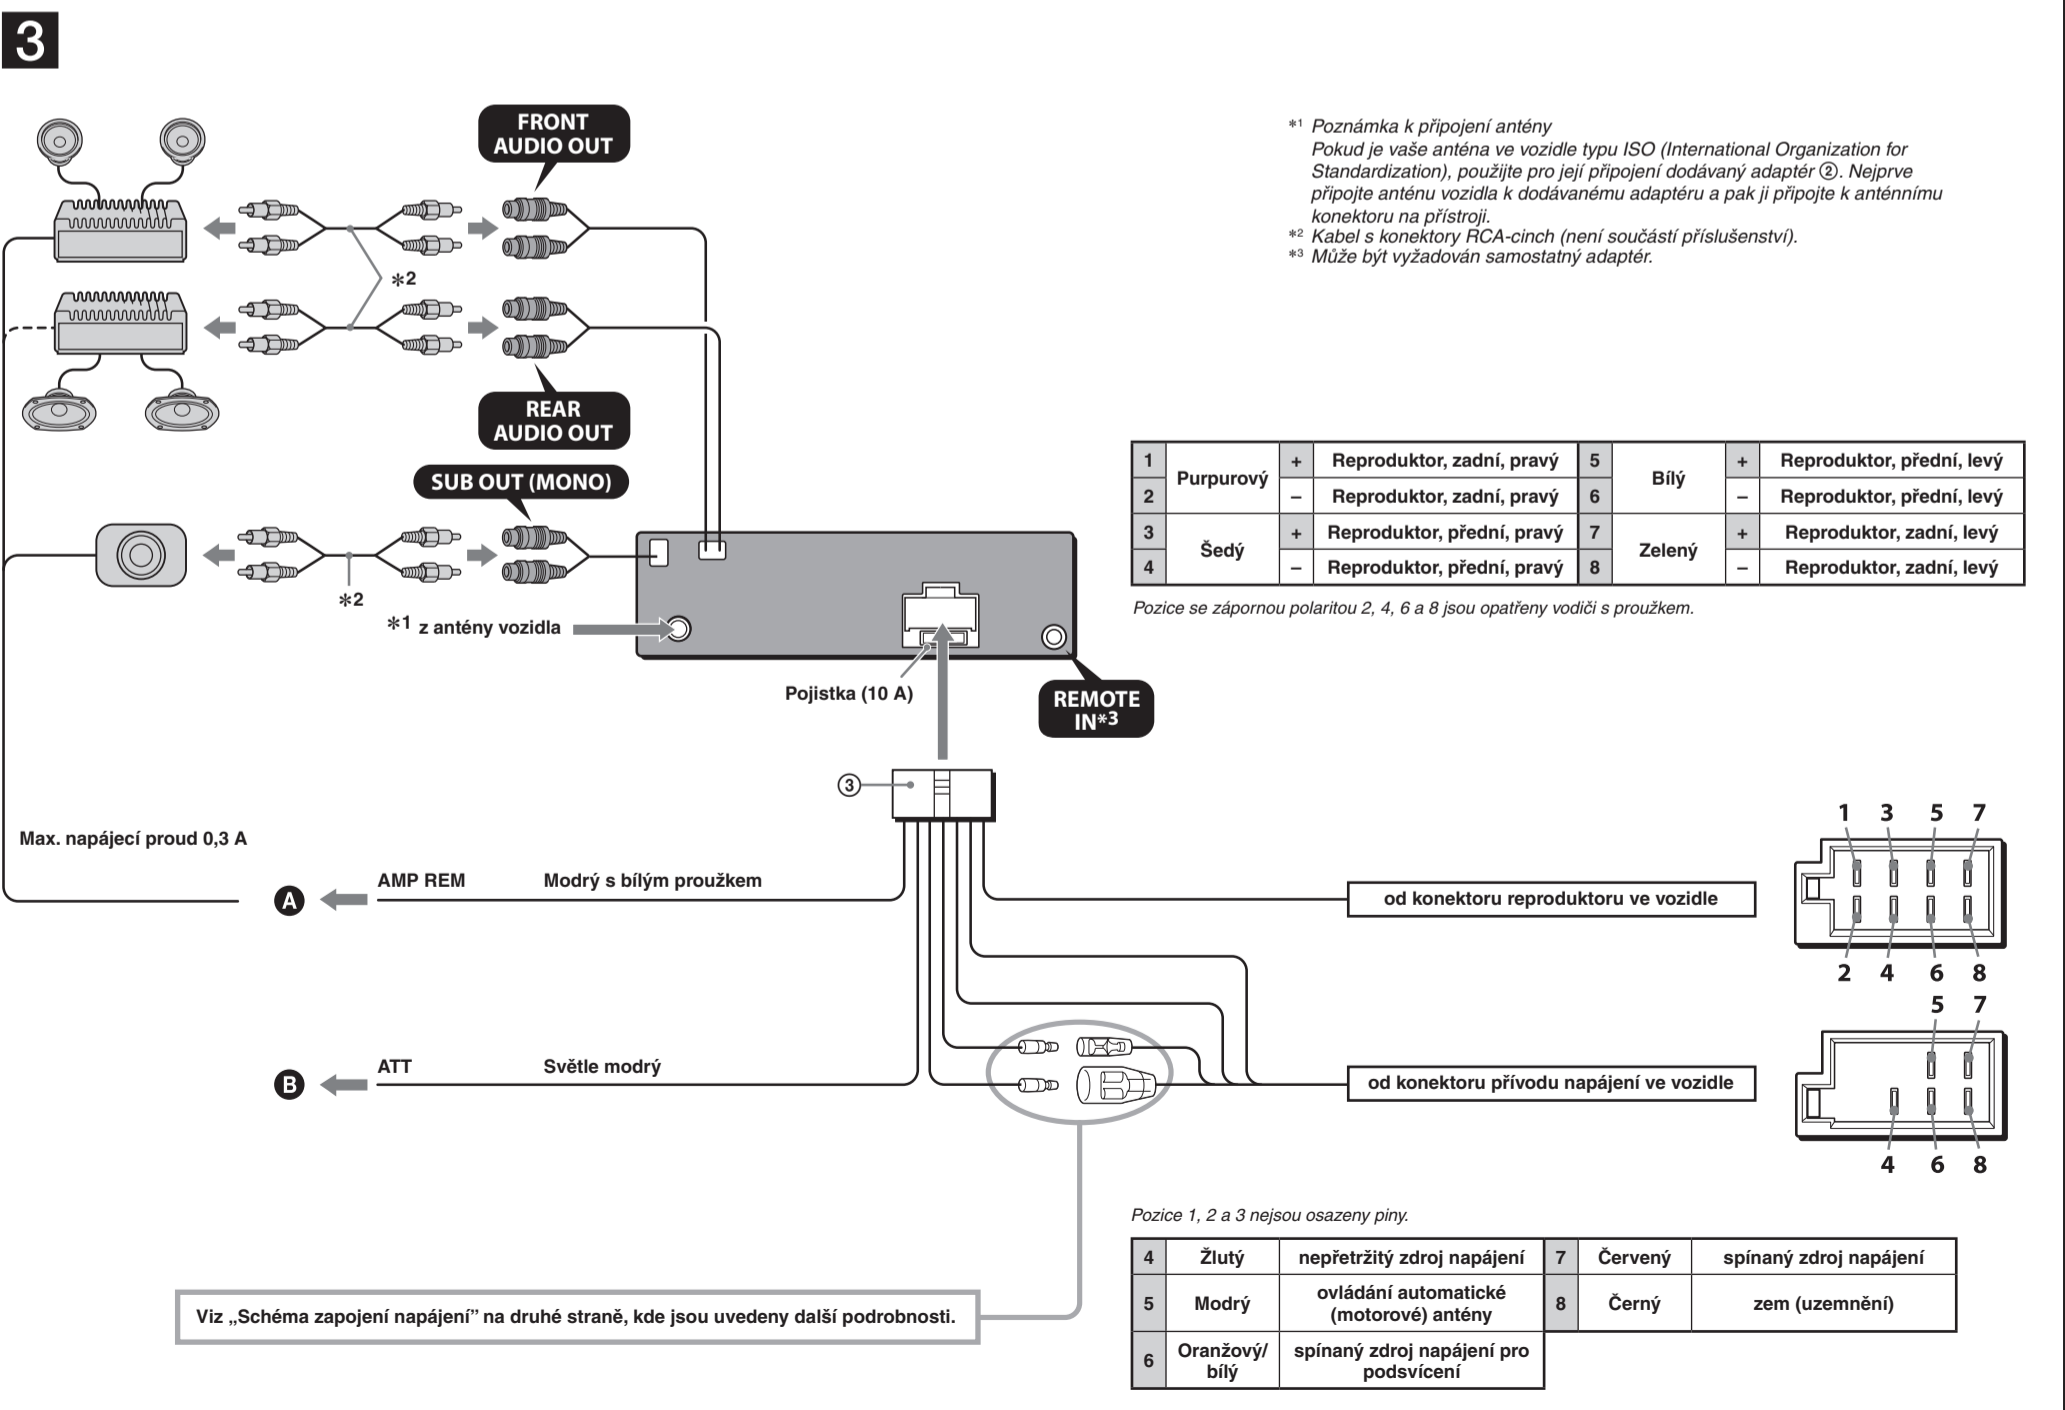 3
FRONT
AUDIO OUT
*1 Poznámka k připojení antény
Pokud je vaše anténa ve vozidle typu ISO (International Organization for
Standardization), použijte pro její připojení dodávaný adaptér ②. Nejprve
připojte anténu vozidla k dodávanému adaptéru a pak ji připojte k anténnímu
konektoru na přístroji.
*2 Kabel s konektory RCA-cinch (není součástí příslušenství).
*3 Může být vyžadován samostatný adaptér.
*2
REAR
AUDIO OUT
SUB OUT (MONO)
*2
*1 z antény vozidla
Pojistka (10 A)
REMOTE
IN*3
1 Purpurový + Reproduktor, zadní, pravý 5 Bílý + Reproduktor, přední, levý
2 – Reproduktor, zadní, pravý 6 – Reproduktor, přední, levý
3 Šedý + Reproduktor, přední, pravý 7 Zelený + Reproduktor, zadní, levý
4 – Reproduktor, přední, pravý 8 – Reproduktor, zadní, levý
Pozice se zápornou polaritou 2, 4, 6 a 8 jsou opatřeny vodiči s proužkem.
③
Max. napájecí proud 0,3 A
A AMP REM Modrý s bílým proužkem
od konektoru reproduktoru ve vozidle
1 3 5 7
2 4 6 8
B ATT Světle modrý
od konektoru přívodu napájení ve vozidle
5 7
4 6 8
Viz „Schéma zapojení napájení” na druhé straně, kde jsou uvedeny další podrobnosti.
Pozice 1, 2 a 3 nejsou osazeny piny.
4 Žlutý nepřetržitý zdroj napájení 7 Červený spínaný zdroj napájení
5 Modrý ovládání automatické
(motorové) antény 8 Černý zem (uzemnění)
6 Oranžový/
bílý spínaný zdroj napájení pro
podsvícení